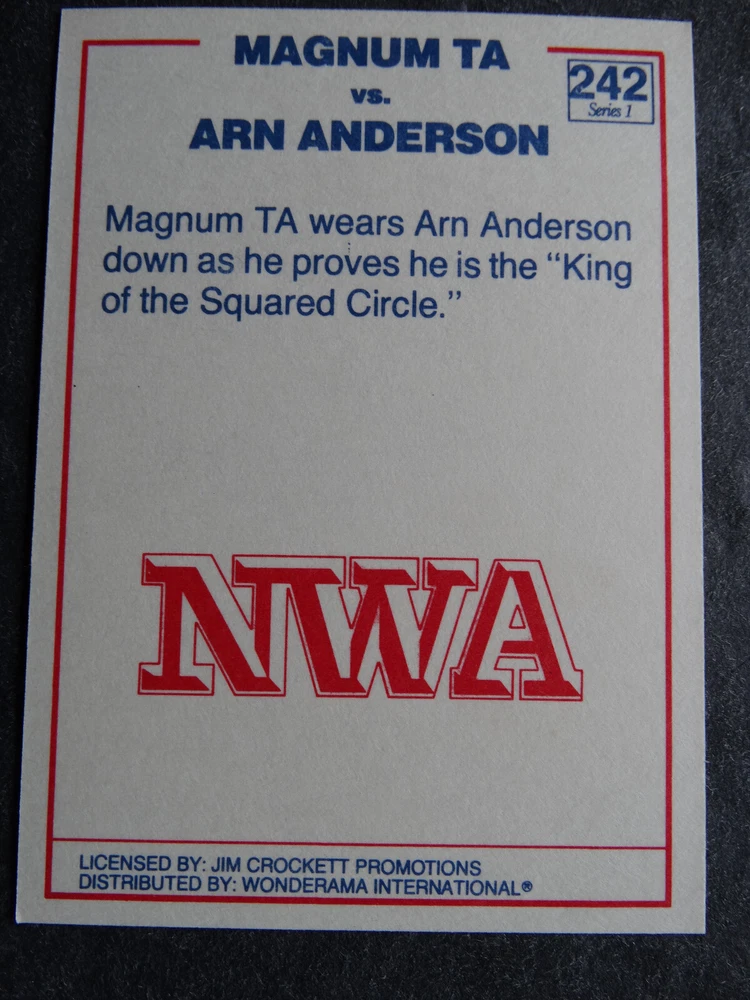 MAGNUM TA
vs.
ARN ANDERSON
242
Series 1
Magnum TA wears Arn Anderson
down as he proves he is the “King
of the Squared Circle.”
NWA
LICENSED BY: JIM CROCKETT PROMOTIONS
DISTRIBUTED BY: WONDERAMA INTERNATIONAL®